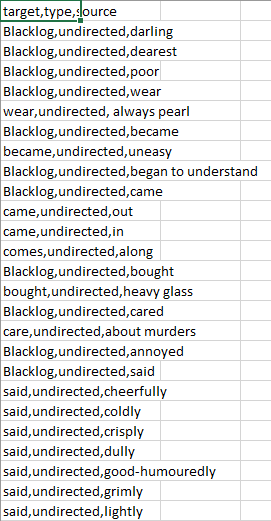 target,type,source
Blacklog,undirected,darling
Blacklog,undirected,dearest
Blacklog,undirected,poor
Blacklog,undirected,wear
wear,undirected, always pearl
Blacklog,undirected,became
became,undirected,uneasy
Blacklog,undirected,began to understand
Blacklog,undirected,came
came,undirected,out
came,undirected,in
comes,undirected,along
Blacklog,undirected,bought
bought,undirected,heavy glass
Blacklog,undirected,cared
care,undirected,about murders
Blacklog,undirected,annoyed
Blacklog,undirected,said
said,undirected,cheerfully
said,undirected,coldly
said,undirected,crisply
said,undirected,dully
said,undirected,good-humouredly
said,undirected,grimly
said,undirected,lightly